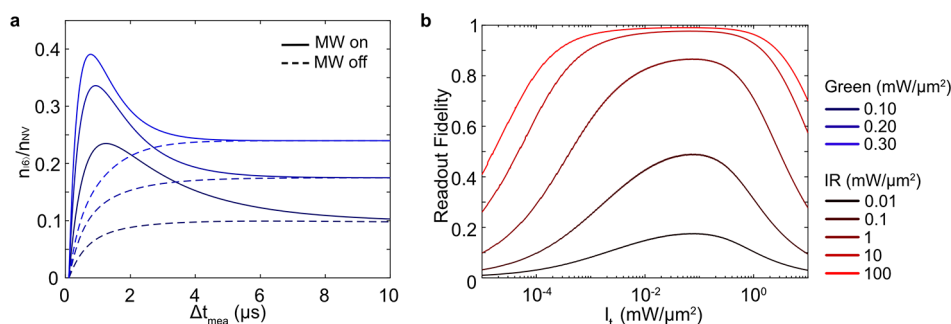 a
n|6⟩/nNV
0.4
0.3
0.2
0.1
0
0
2
4
6
8
10
Δtmea (μs)
MW on
MW off
b
Readout Fidelity
1
0.8
0.6
0.4
0.2
0
10⁻⁴
10⁻²
10⁰
It (mW/μm²)
Green (mW/μm²)
0.10
0.20
0.30
IR (mW/μm²)
0.01
0.1
1
10
100